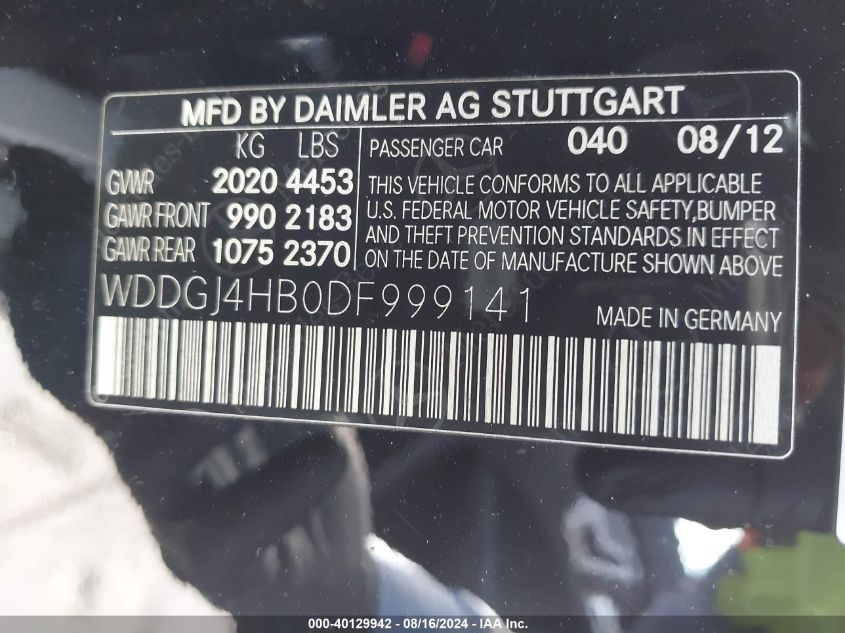 MFD BY DAIMLER AG STUTTGART
KG LBS
GVWR 2020 4453
GAWR FRONT 990 2183
GAWR REAR 1075 2370
PASSENGER CAR 040 08/12
THIS VEHICLE CONFORMS TO ALL APPLICABLE
U.S. FEDERAL MOTOR VEHICLE SAFETY,BUMPER
AND THEFT PREVENTION STANDARDS IN EFFECT
ON THE DATE OF MANUFACTURE SHOWN ABOVE
WDDGJ4HB0DF999141
MADE IN GERMANY
000-40129942 - 08/16/2024 - IAA Inc.